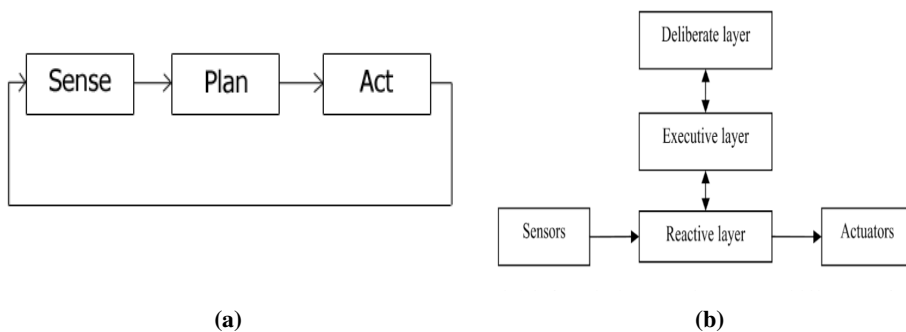 Sense
Plan
Act
(a)
Deliberate layer
Executive layer
Sensors
Reactive layer
Actuators
(b)